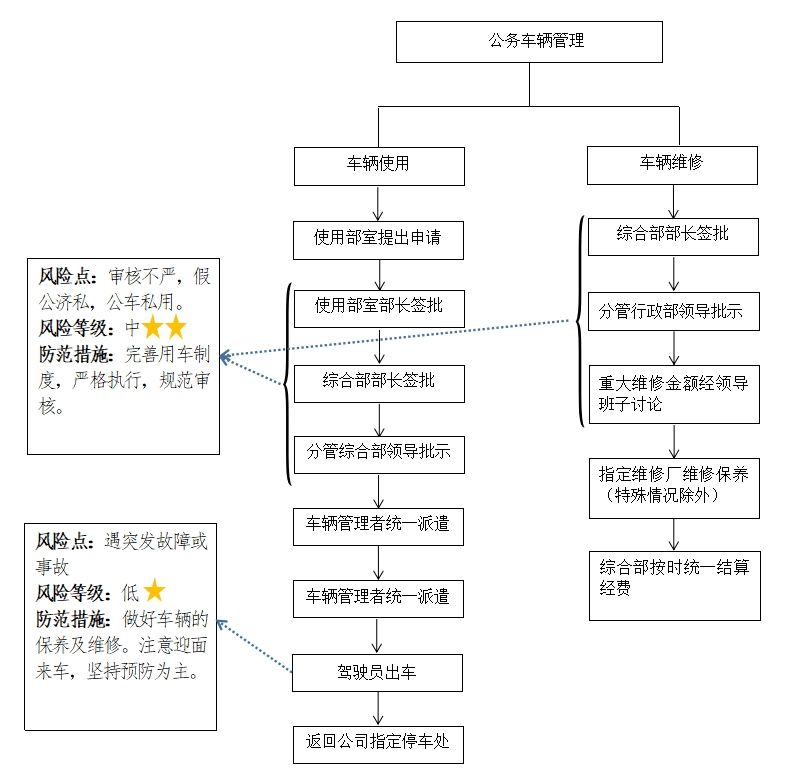 公务车辆管理
车辆使用
使用部室提出申请
使用部室部长签批
综合部部长签批
分管综合部领导批示
车辆管理者统一派遣
车辆管理者统一派遣
驾驶员出车
返回公司指定停车处
车辆维修
综合部部长签批
分管行政部领导批示
重大维修金额经领导
班子讨论
指定维修厂维修保养
（特殊情况除外）
综合部按时统一结算
经费
风险点：审核不严，假
公济私，公车私用。
风险等级：中
防范措施：完善用车制
度，严格执行，规范审
核。
风险点：遇突发故障或
事故
风险等级：低
防范措施：做好车辆的
保养及维修。注意迎面
来车，坚持预防为主。